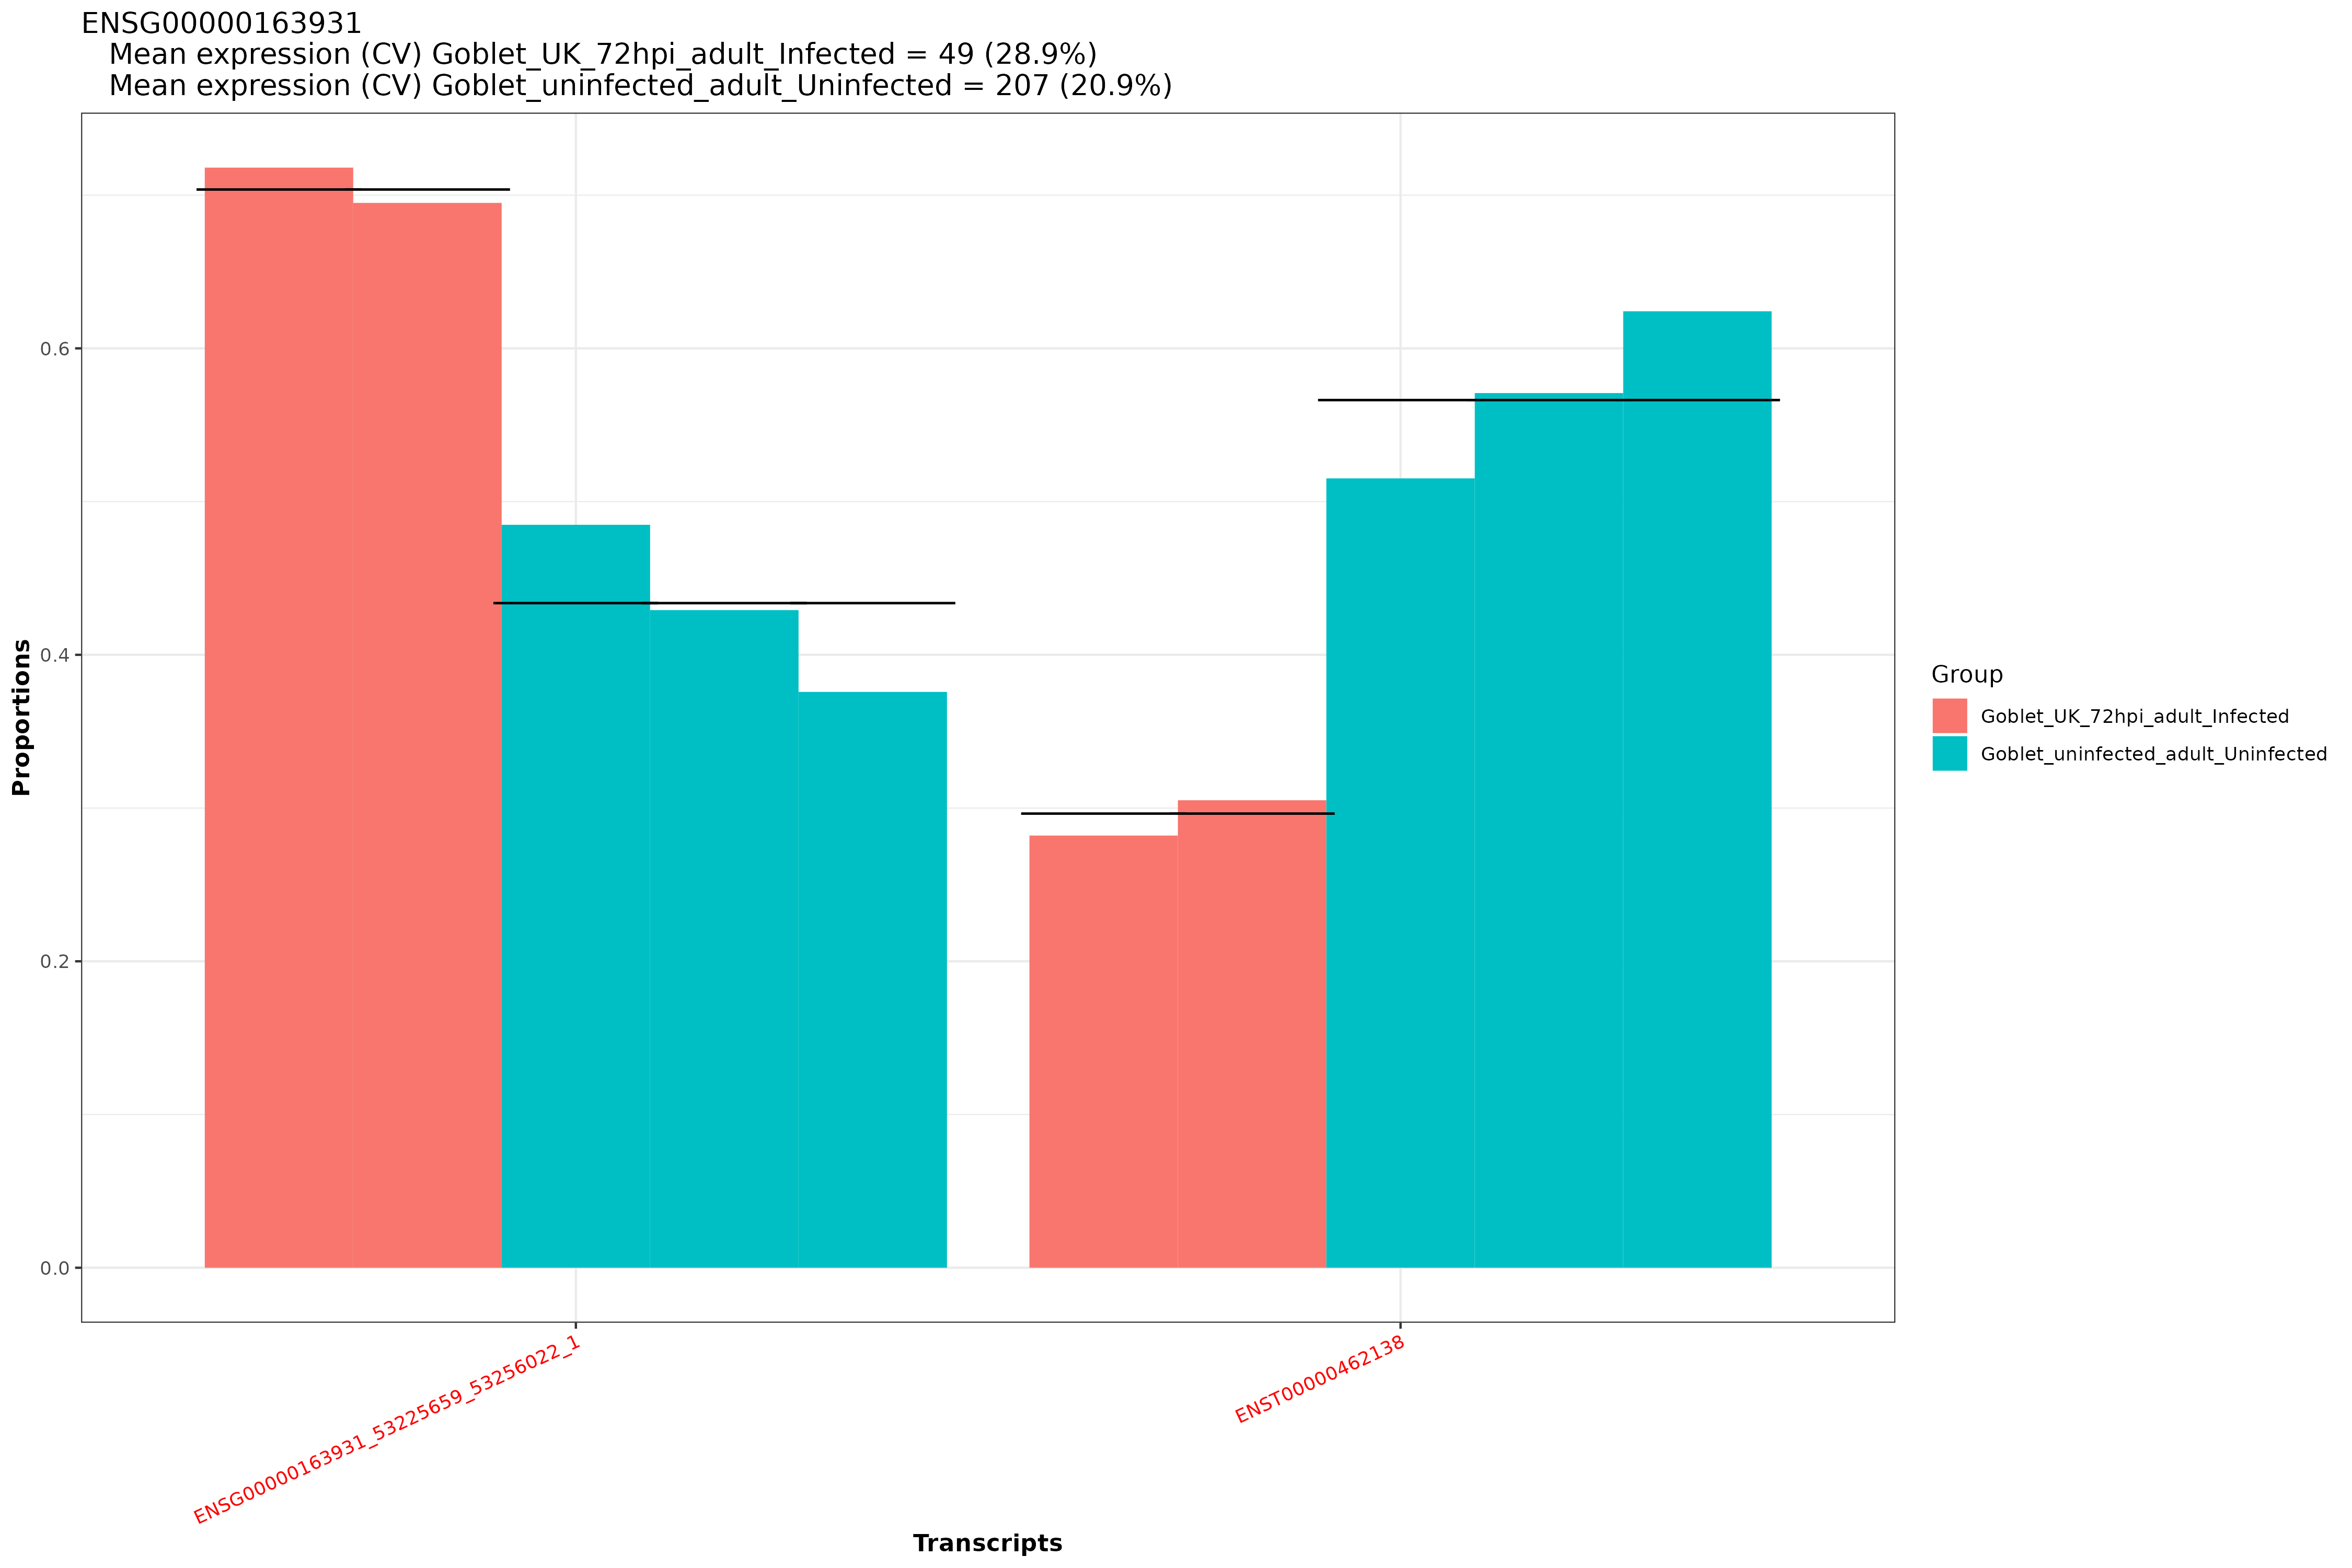 ENSG00000163931
Mean expression (CV) Goblet_UK_72hpi_adult_Infected = 49 (28.9%)
Mean expression (CV) Goblet_uninfected_adult_Uninfected = 207 (20.9%)
Proportions
0.6
0.4
0.2
0.0
ENSG00000163931_53225659_53256022_1
ENST00000462138
Transcripts
Group
Goblet_UK_72hpi_adult_Infected
Goblet_uninfected_adult_Uninfected